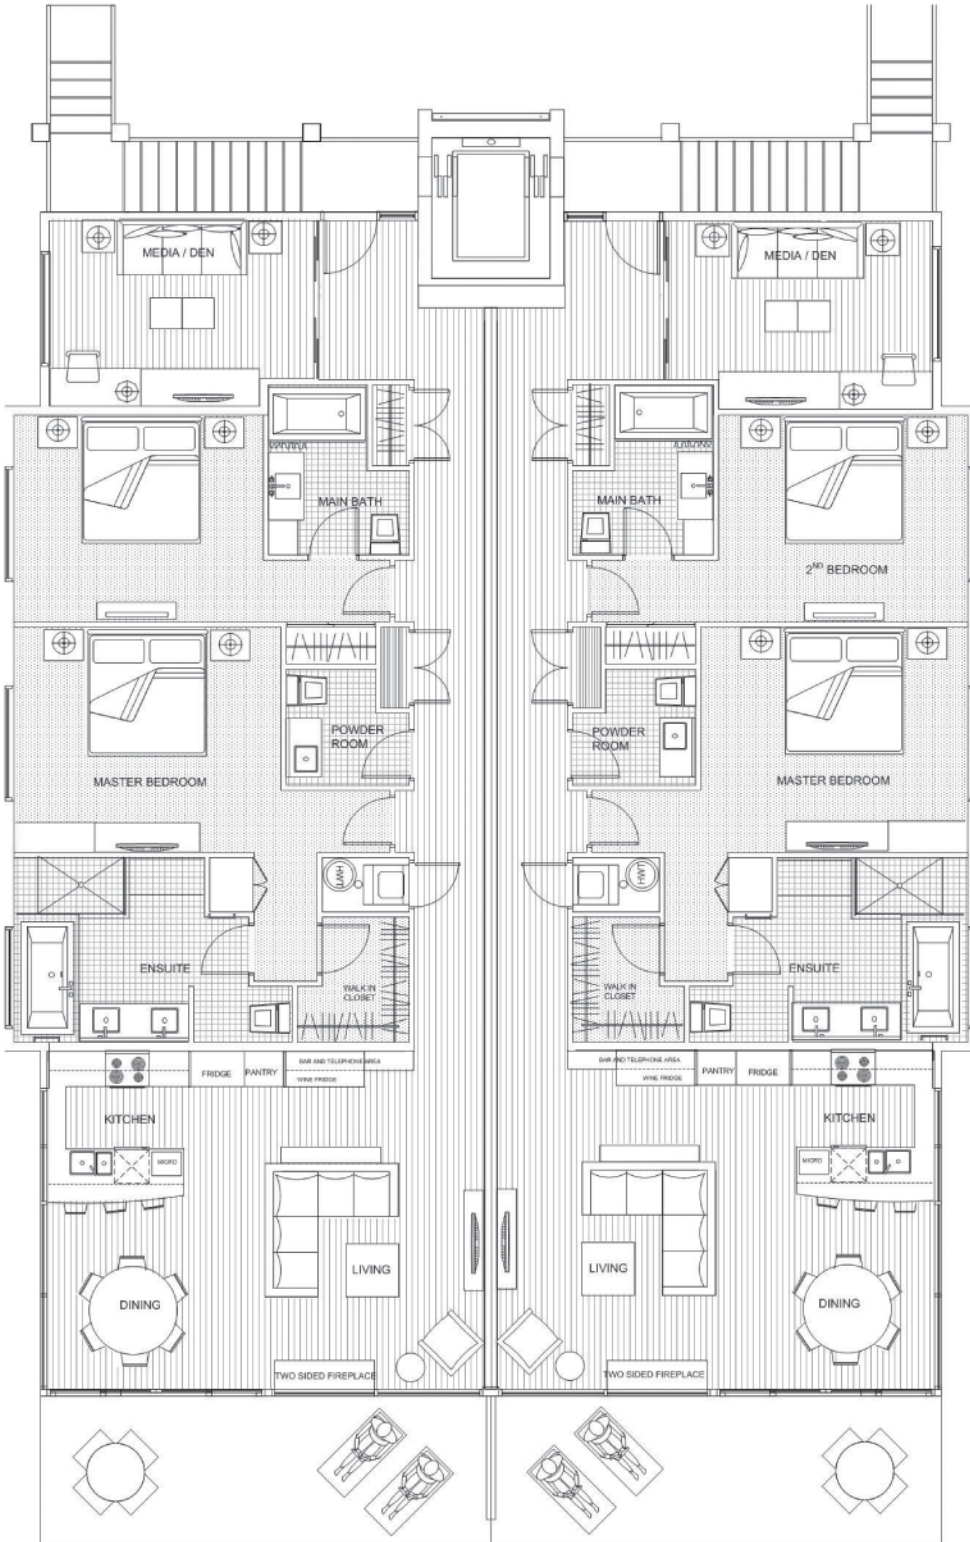 MEDIA / DEN
MEDIA / DEN
MAIN BATH
MAIN BATH
2ND BEDROOM
POWDER
ROOM
POWDER
ROOM
MASTER BEDROOM
MASTER BEDROOM
HWT
HWT
ENSUITE
WALK IN
CLOSET
WALK IN
CLOSET
ENSUITE
BAR AND TELEPHONE AREA
FRIDGE
PANTRY
WINE FRIDGE
BAR AND TELEPHONE AREA
WINE FRIDGE
PANTRY
FRIDGE
KITCHEN
KITCHEN
MICRO
MICRO
LIVING
LIVING
DINING
DINING
TWO SIDED FIREPLACE
TWO SIDED FIREPLACE